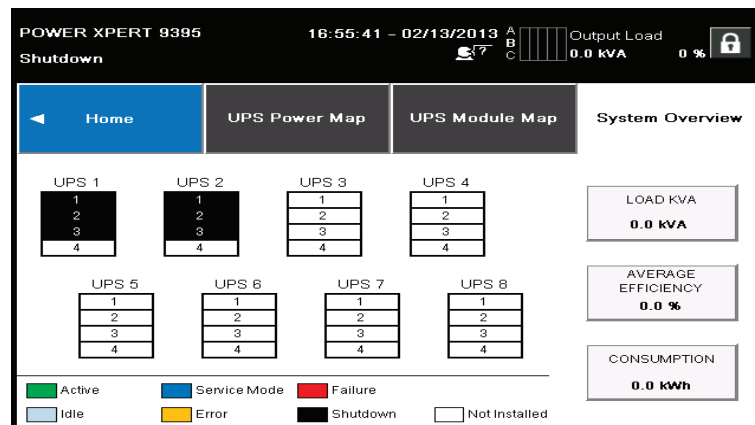 POWER XPERT 9395
16:55:41 - 02/13/2013
A
B
C
Output Load
Shutdown
?
0.0 kVA 0 %
Home
UPS Power Map
UPS Module Map
System Overview
UPS 1 UPS 2 UPS 3 UPS 4
1 1 1 1
2 2 2 2
3 3 3 3
4 4 4 4
LOAD KVA
0.0 kVA
UPS 5 UPS 6 UPS 7 UPS 8
1 1 1 1
2 2 2 2
3 3 3 3
4 4 4 4
AVERAGE
EFFICIENCY
0.0 %
CONSUMPTION
0.0 kWh
Active Service Mode Failure
Idle Error Shutdown Not Installed